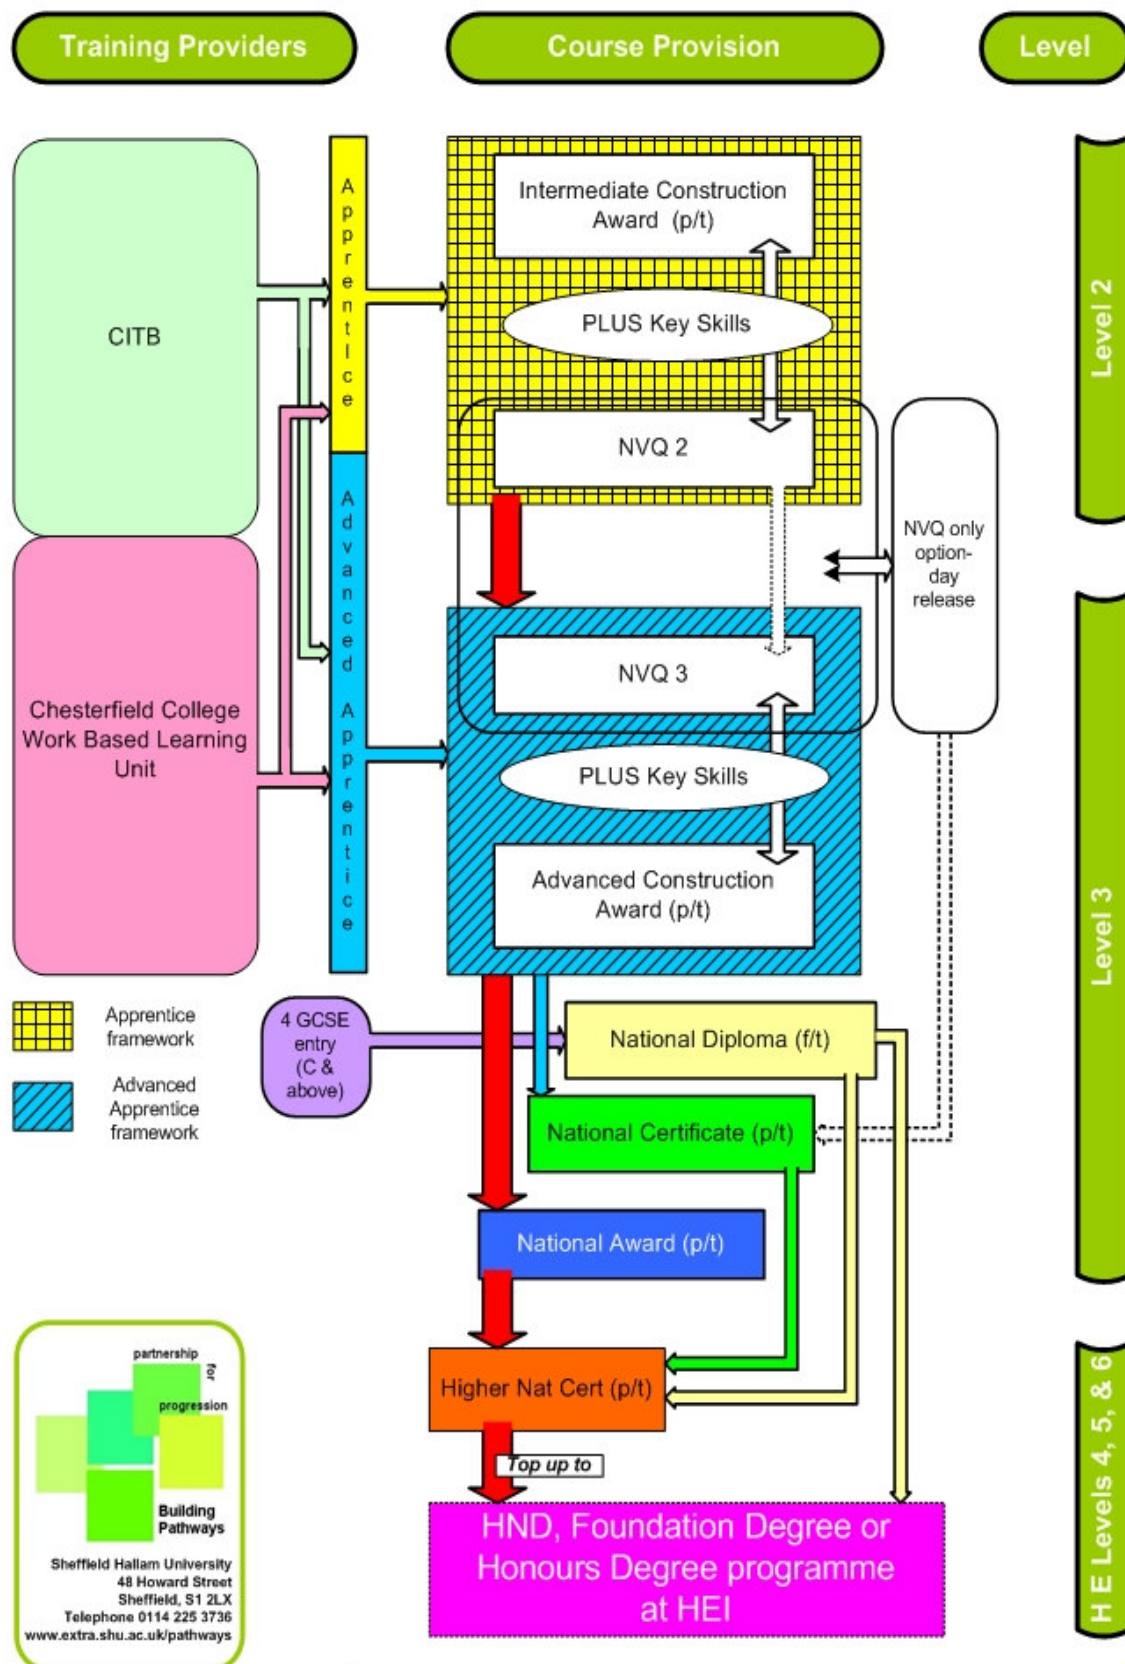 Training Providers
Course Provision
Level
CITB
Chesterfield College
Work Based Learning
Unit
ApprentIce
Advanced Apprentice
Intermediate Construction
Award (p/t)
PLUS Key Skills
NVQ 2
NVQ 3
PLUS Key Skills
Advanced Construction
Award (p/t)
NVQ only
option-
day
release
Level 2
Level 3
H E Levels 4, 5, & 6
Apprentice
framework
Advanced
Apprentice
framework
4 GCSE
entry
(C &
above)
National Diploma (f/t)
National Certificate (p/t)
National Award (p/t)
Higher Nat Cert (p/t)
Top up to
HND, Foundation Degree or
Honours Degree programme
at HEI
partnership
for
progression
Building
Pathways
Sheffield Hallam University
48 Howard Street
Sheffield, S1 2LX
Telephone 0114 225 3736
www.extra.shu.ac.uk/pathways